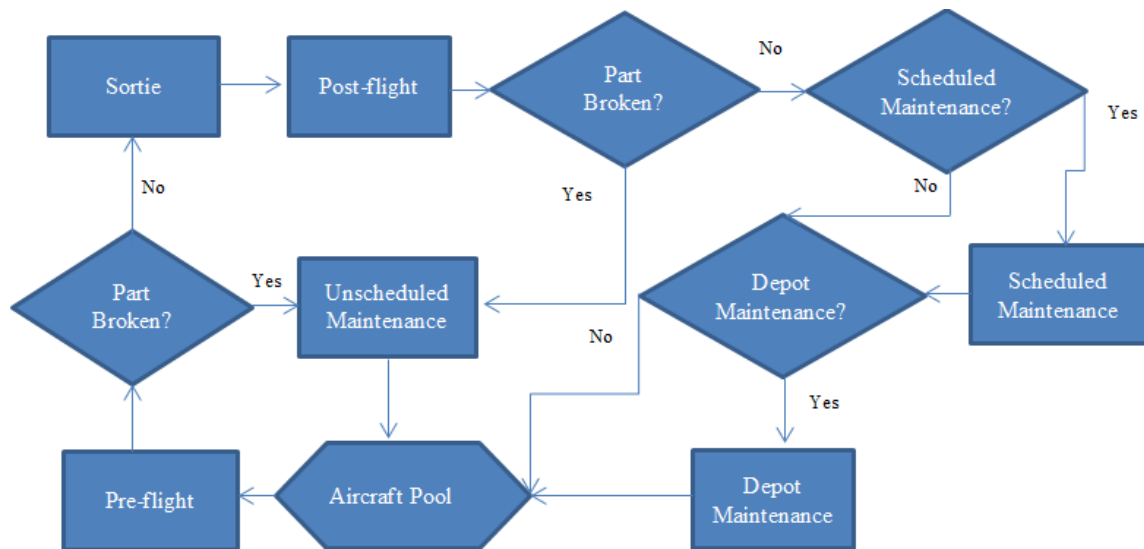 Sortie
Post-flight
Part
Broken?
No
Scheduled
Maintenance?
Yes
No
Yes
No
Part
Broken?
Yes
Unscheduled
Maintenance
Depot
Maintenance?
Scheduled
Maintenance
No
Yes
Pre-flight
Aircraft Pool
Depot
Maintenance